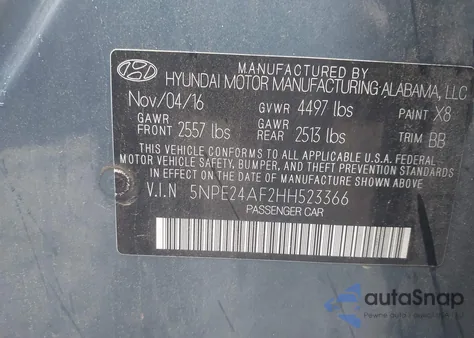 MANUFACTURED BY
HYUNDAI MOTOR MANUFACTURING ALABAMA, LLC
Nov/04/16 GVWR 4497 lbs PAINT X8
GAWR FRONT 2557 lbs GAWR REAR 2513 lbs TRIM BB
THIS VEHICLE CONFORMS TO ALL APPLICABLE U.S.A. FEDERAL
MOTOR VEHICLE SAFETY, BUMPER, AND THEFT PREVENTION STANDARDS
IN EFFECT ON THE DATE OF MANUFACTURE SHOWN ABOVE.
V.I.N 5NPE24AF2HH523366
PASSENGER CAR
autoSnap
Pewne auto z